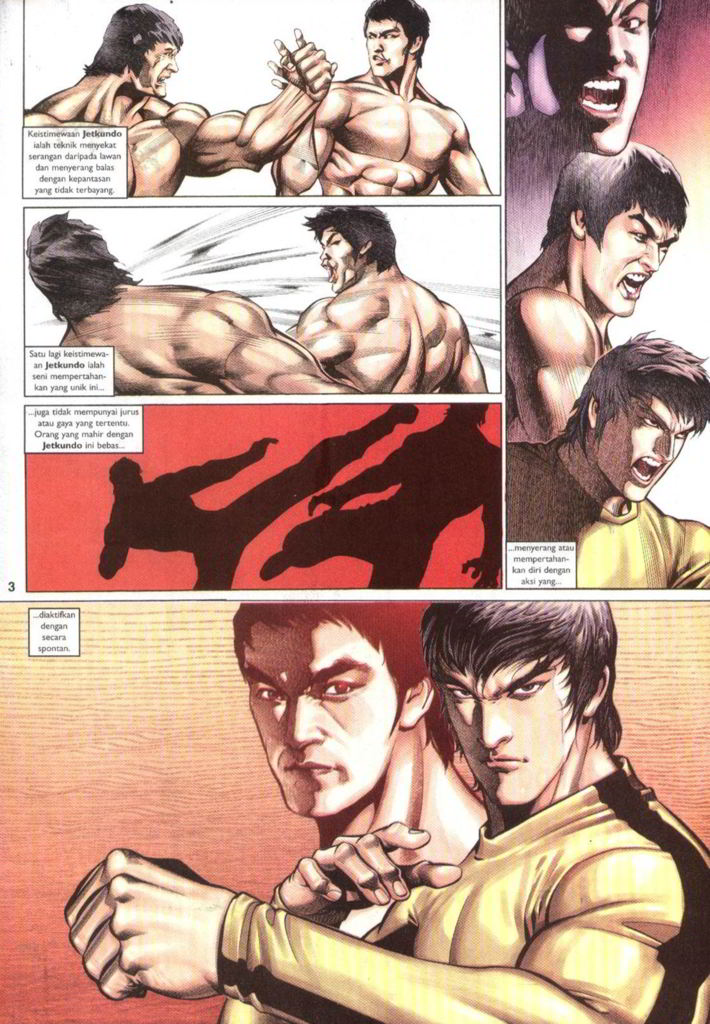 Keistimewaan Jetkundo
ialah teknik menyekat
serangan daripada lawan
dan menyerang balas
dengan kepantasan
yang tidak terbayang.
Satu lagi keistimewa-
an Jetkundo ialah
seni mempertahan-
kan yang unik ini...
...juga tidak mempunyai jurus
atau gaya yang tertentu.
Orang yang mahir dengan
Jetkundo ini bebas...
...menyerang atau
mempertahan-
kan diri dengan
aksi yang...
3
...diaktifkan
dengan
secara
spontan.